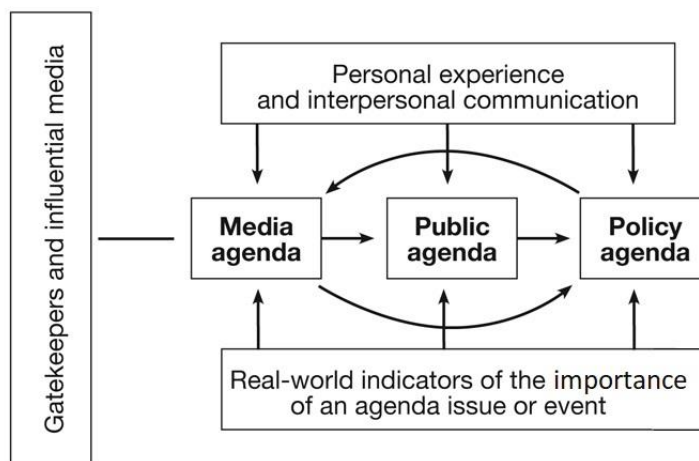 Gatekeepers and influential media
Personal experience
and interpersonal communication
Media
agenda
Public
agenda
Policy
agenda
Real-world indicators of the importance
of an agenda issue or event